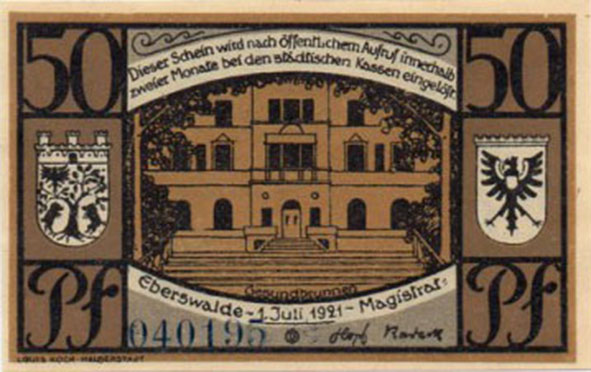 50
50
Dieser Schein wird nach öffentlichem Aufruf innerhalb
zweier Monate bei den städtischen Kassen eingelöst
Pf
Pf
Gesundbrunnen
Eberswalde - 1. Juli 1921 - Magistrat:
040195
LOUIS KOCH - HALBERSTADT